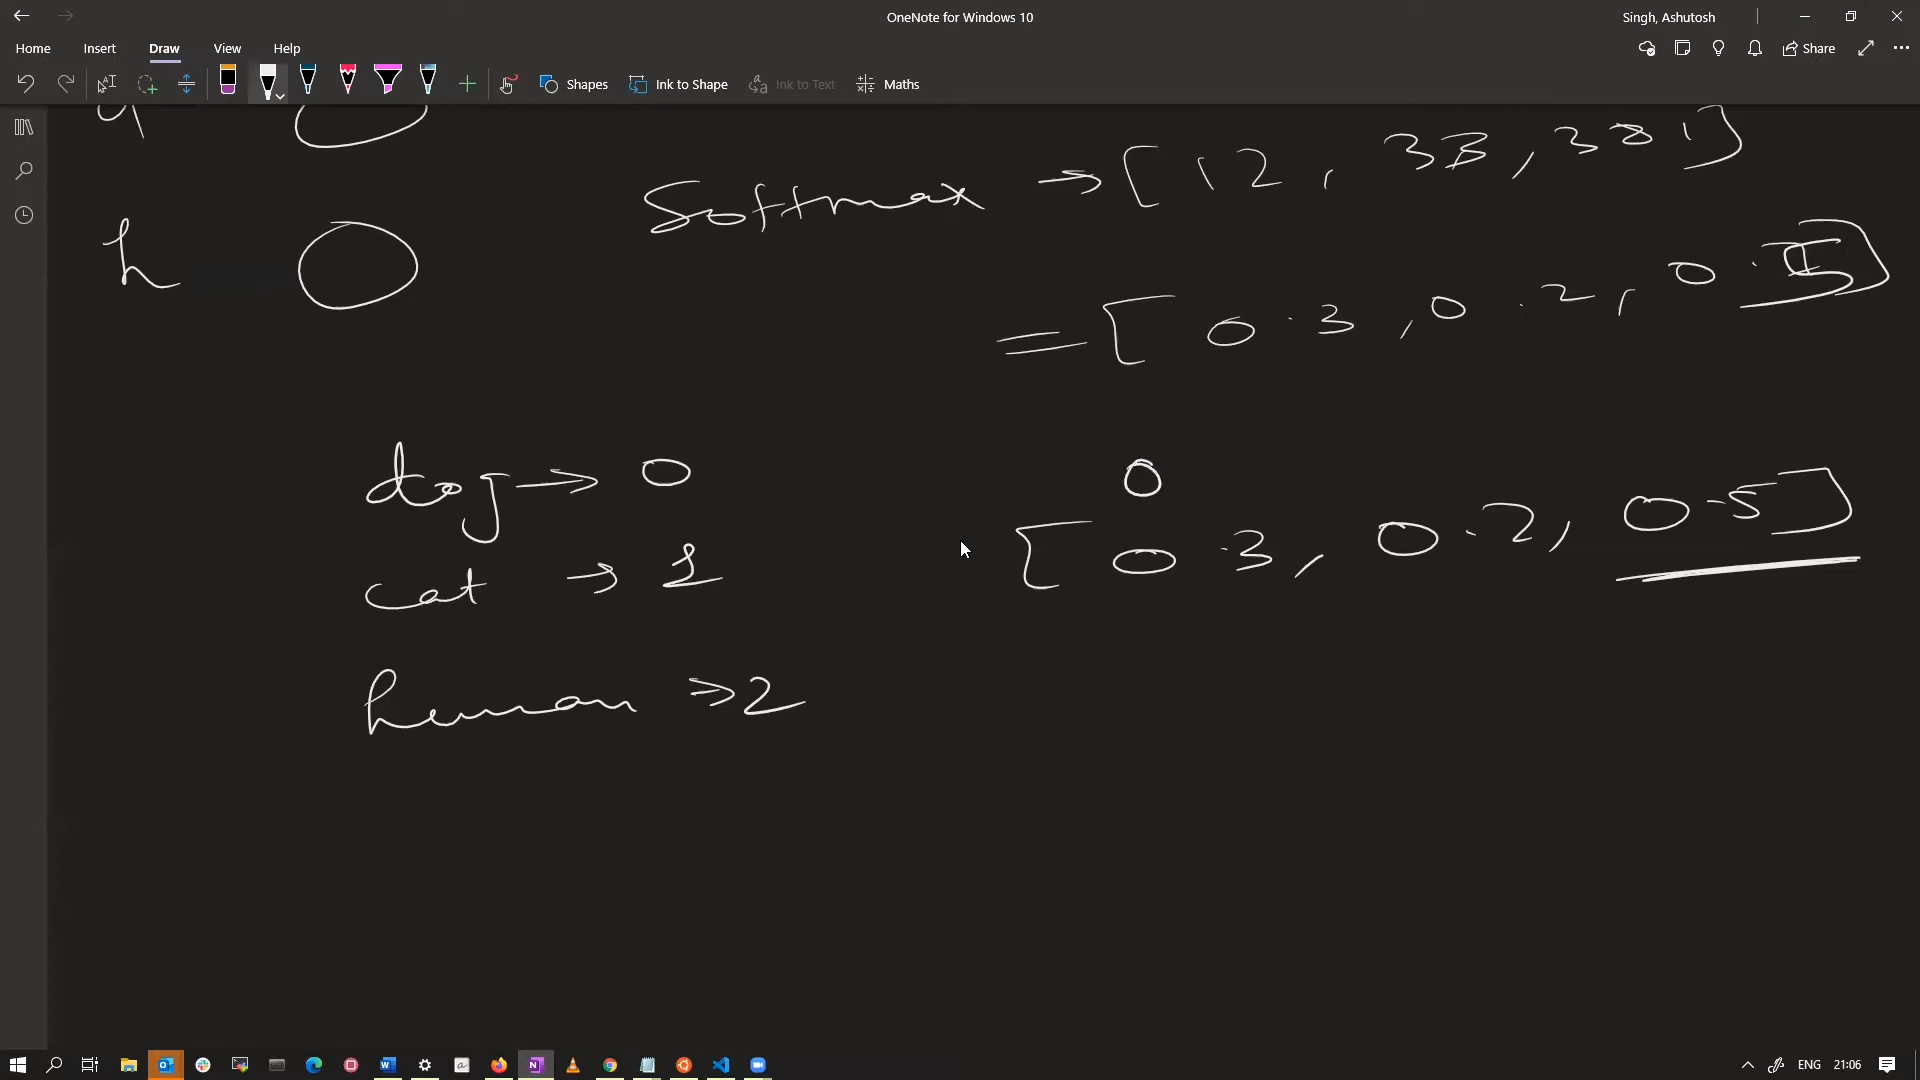 OneNote for Windows 10
Singh, Ashutosh
Home Insert Draw View Help
Share
Shapes Ink to Shape Ink to Text Maths
Softmax → [ 12 , 33 ,
h
= [ 0.3 , 0.2 , 0.5 ]
dog → 0
0
[ 0.3 , 0.2 , 0.5 ]
cat → 1
human → 2
ENG 21:06